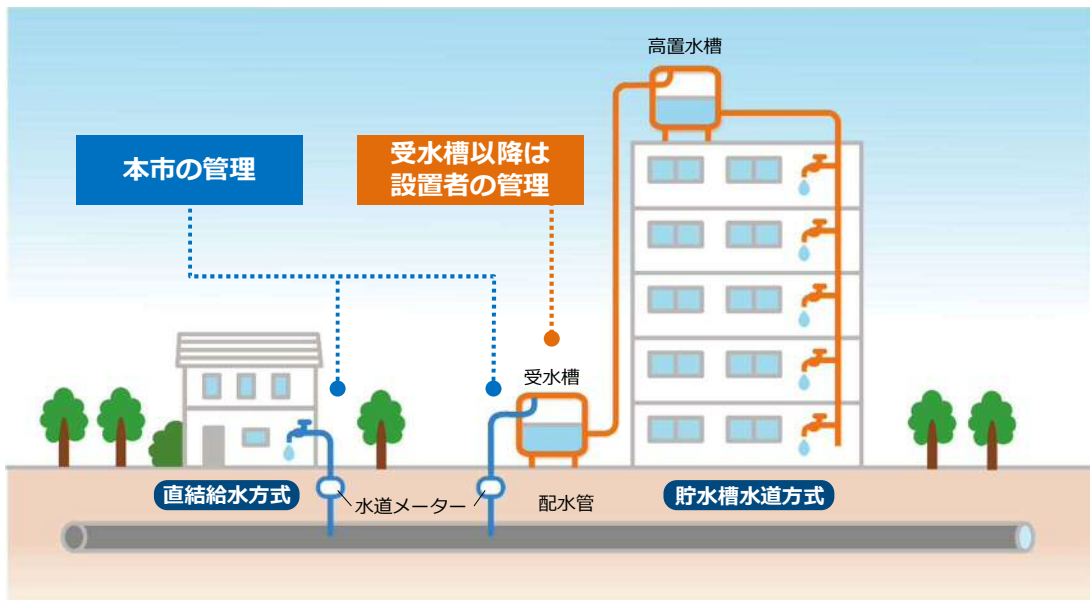 高置水槽
本市の管理
受水槽以降は
設置者の管理
受水槽
直結給水方式
水道メーター
配水管
貯水槽水道方式